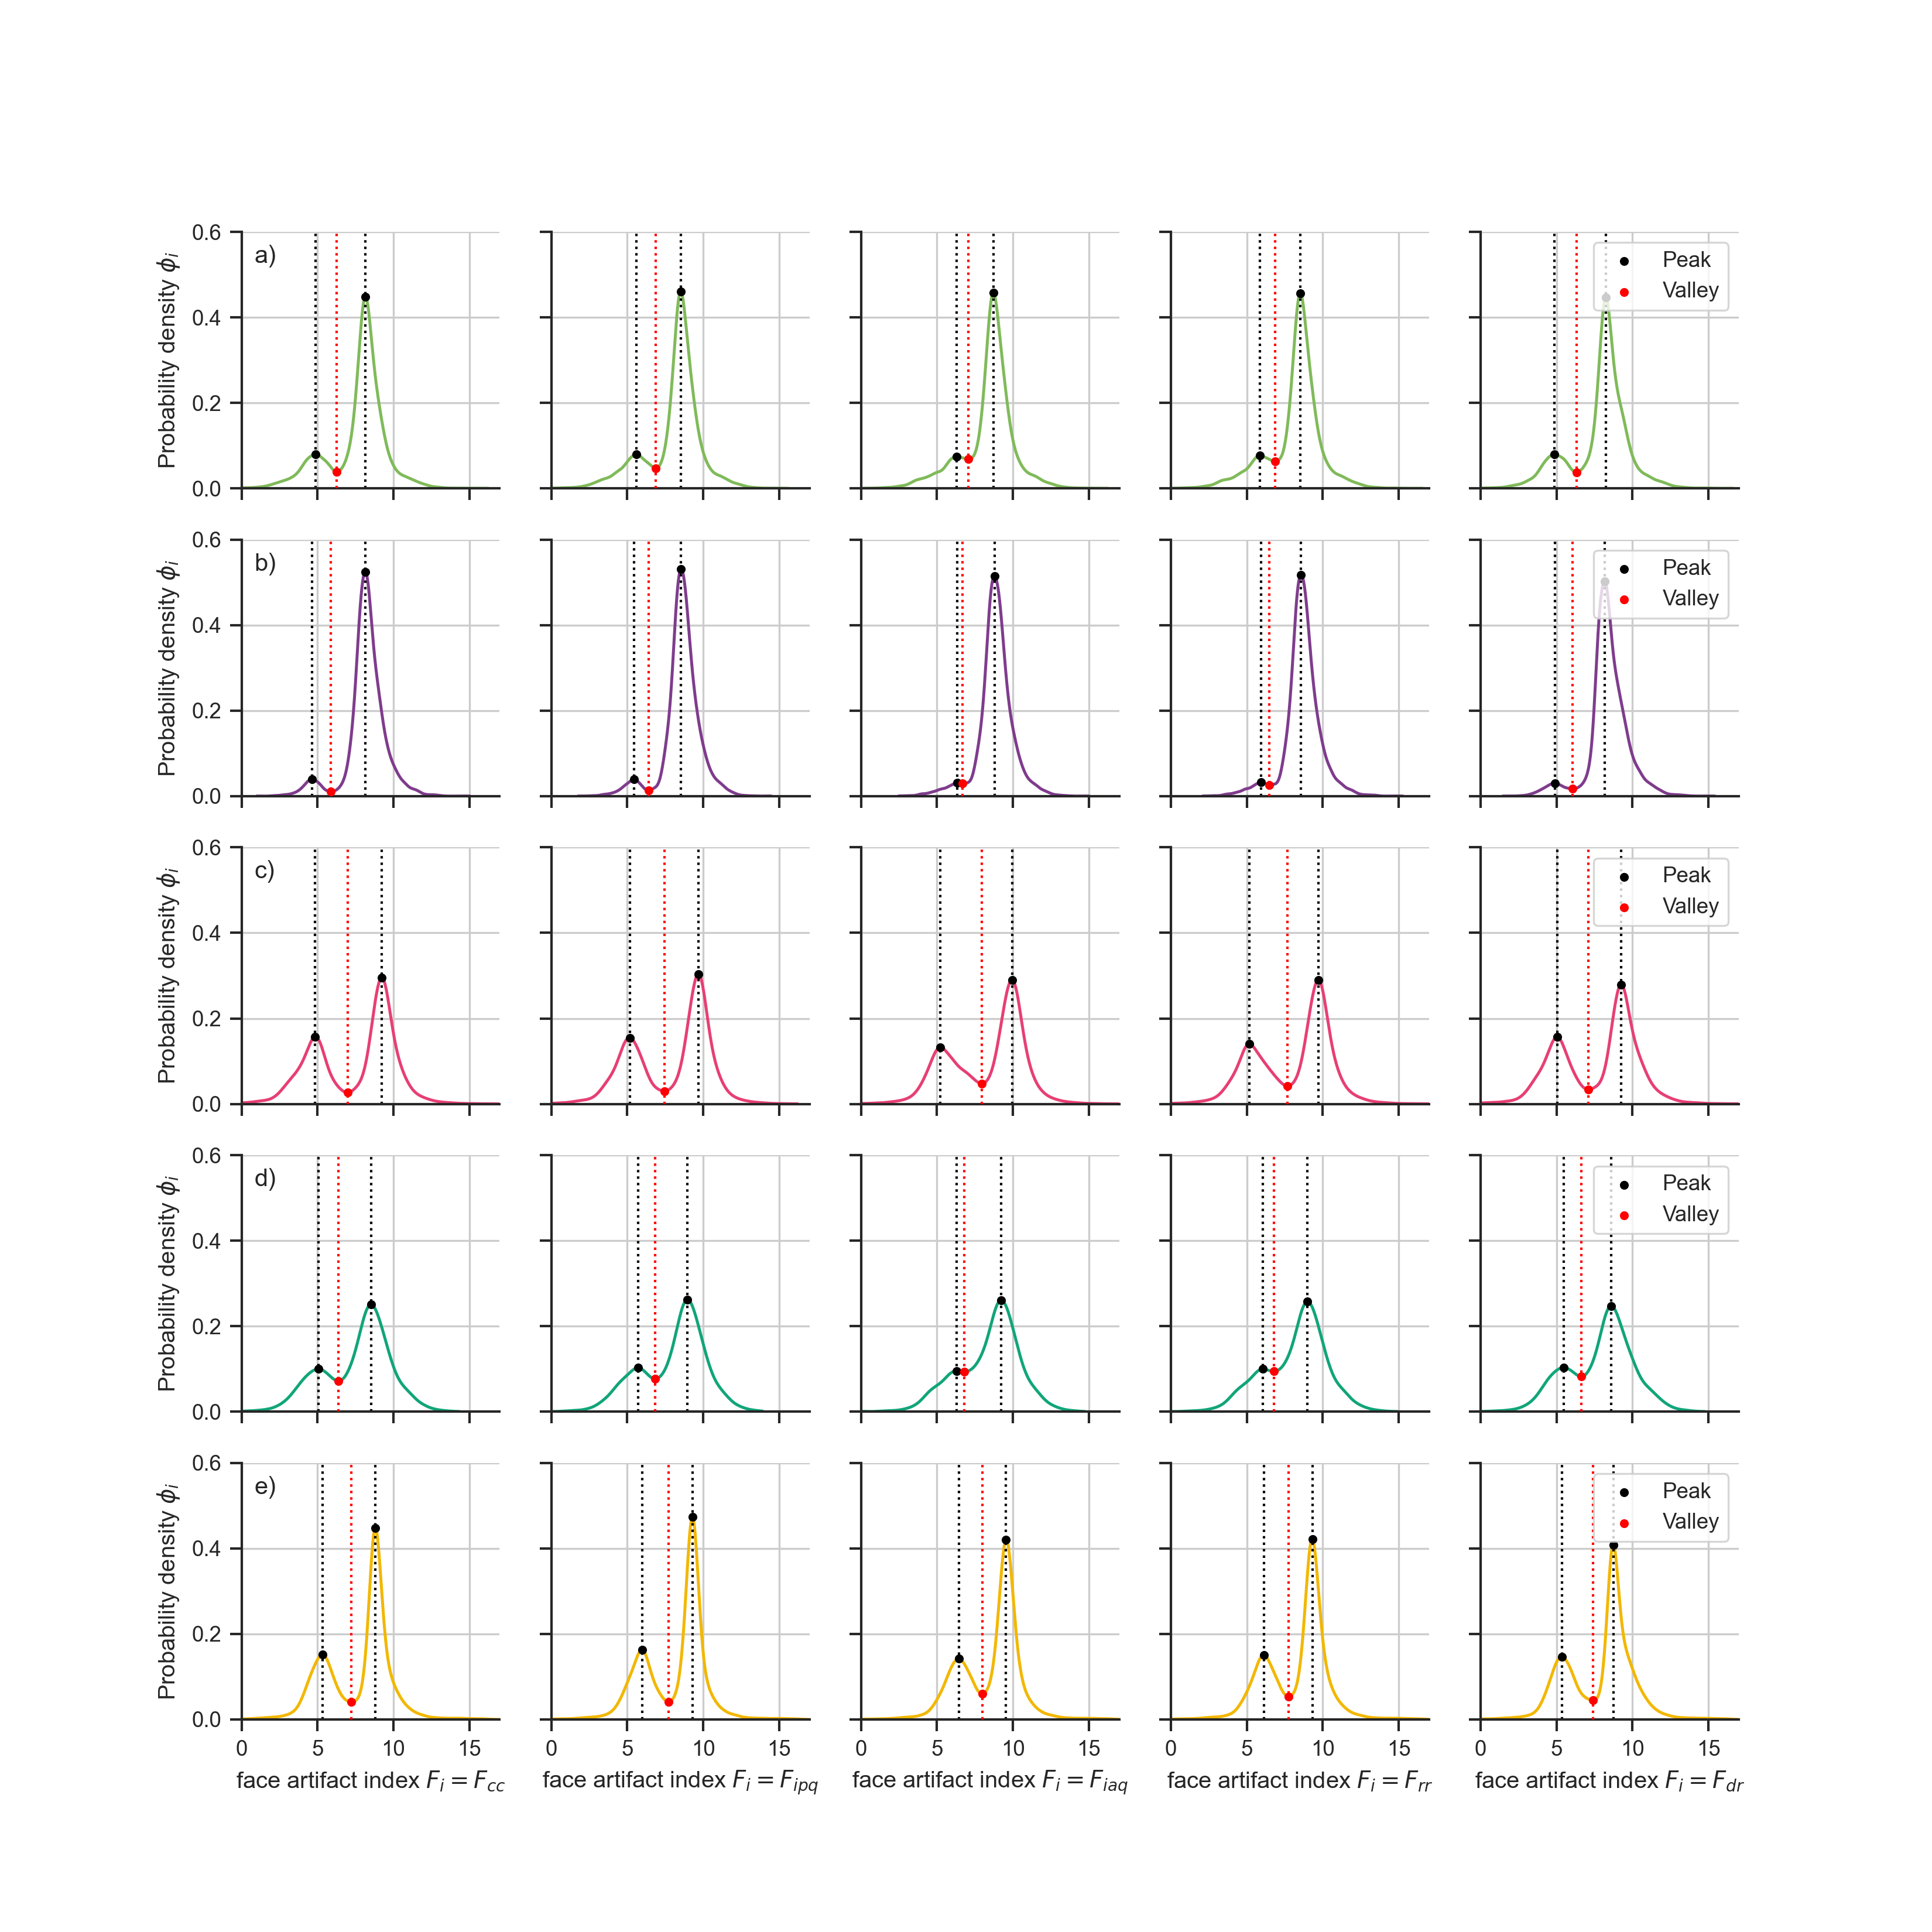 0.6
a)
Peak
Valley
0.4
0.2
0.0
Probability density ϕi
0.6
b)
Peak
Valley
0.4
0.2
0.0
Probability density ϕi
0.6
c)
Peak
Valley
0.4
0.2
0.0
Probability density ϕi
0.6
d)
Peak
Valley
0.4
0.2
0.0
Probability density ϕi
0.6
e)
Peak
Valley
0.4
0.2
0.0
Probability density ϕi
0 5 10 15 0 5 10 15 0 5 10 15 0 5 10 15 0 5 10 15
face artifact index Fi = Fcc
face artifact index Fi = Fipq
face artifact index Fi = Fiaq
face artifact index Fi = Frr
face artifact index Fi = Fdr